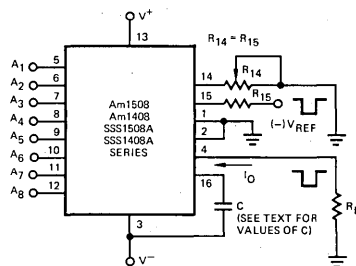 V+
13
R14 = R15
A1 5
A2 6
A3 7
A4 8
A5 9
A6 10
A7 11
A8 12
Am1508
Am1408
SSS1508A
SSS1408A
SERIES
14
R14
15
R15
1
(–)VREF
2
4
IO
16
C
(SEE TEXT FOR
VALUES OF C)
3
V–